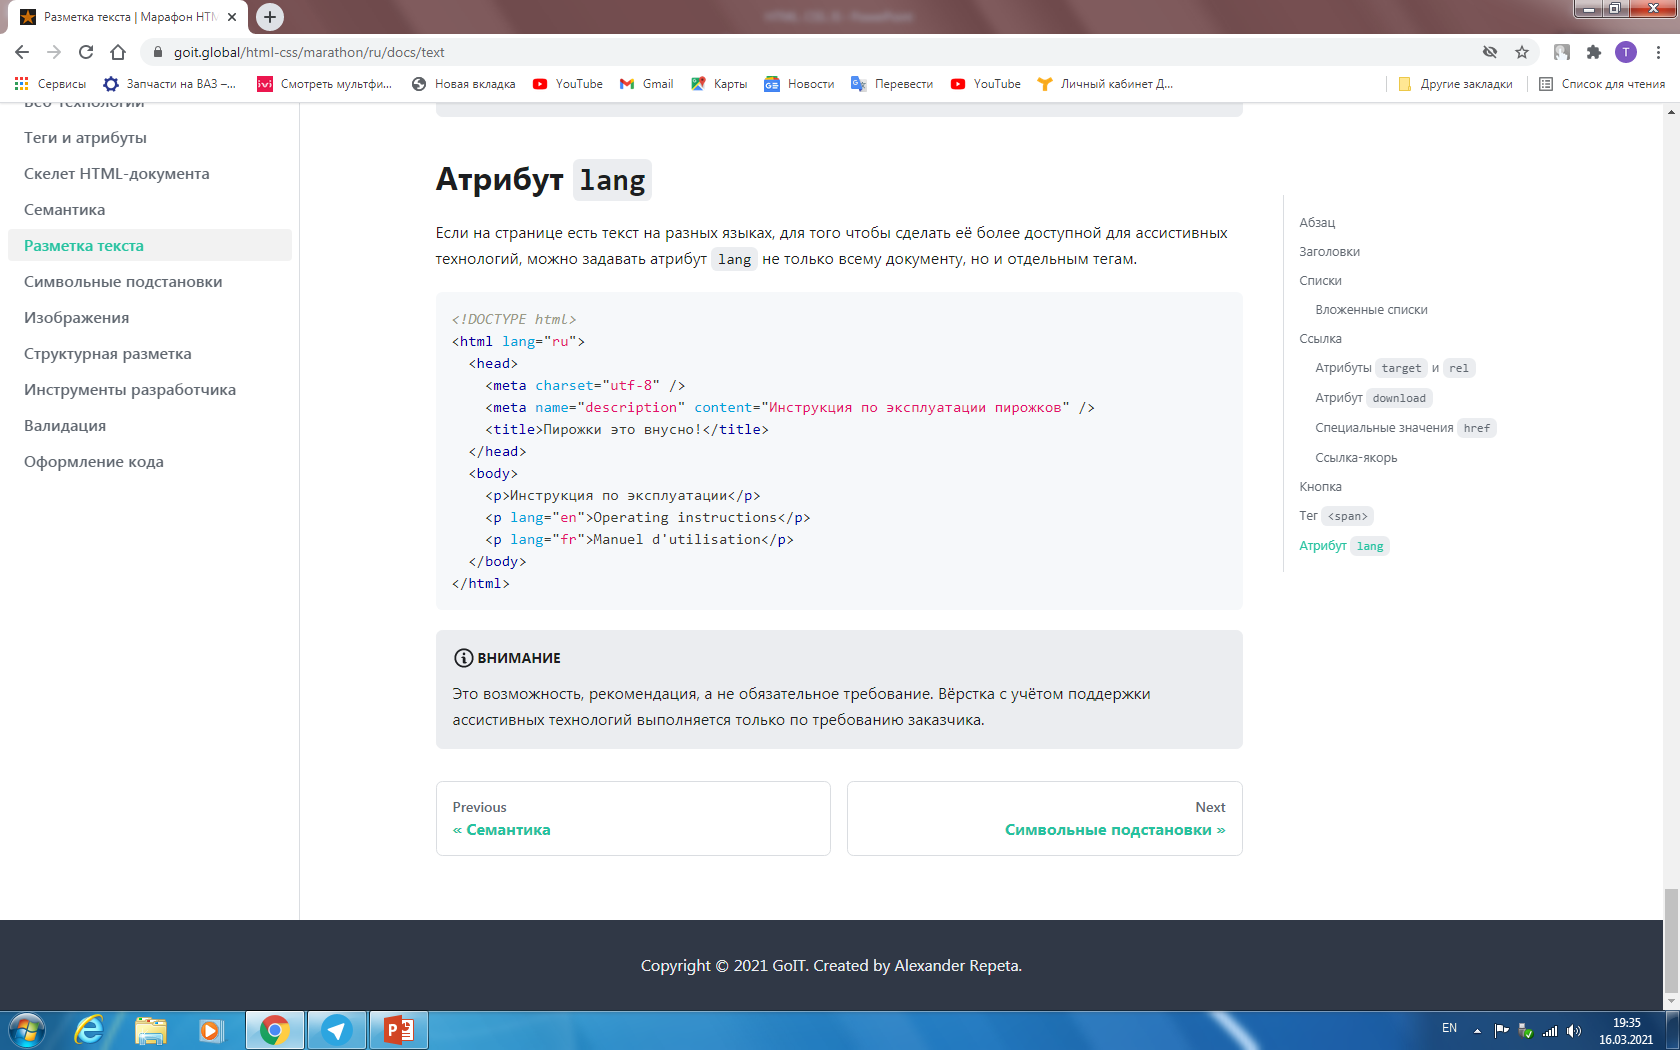 Разметка текста | Марафон HTM
goit.global/html-css/marathon/ru/docs/text
T
Сервисы
Запчасти на ВАЗ –...
ivi
Смотреть мультфи...
Новая вкладка
YouTube
Gmail
Карты
Новости
Перевести
YouTube
Личный кабинет Д...
Другие закладки
Список для чтения
Веб технологии
Теги и атрибуты
Скелет HTML-документа
Семантика
Разметка текста
Символьные подстановки
Изображения
Структурная разметка
Инструменты разработчика
Валидация
Оформление кода
Атрибут lang
Если на странице есть текст на разных языках, для того чтобы сделать её более доступной для ассистивных
технологий, можно задавать атрибут lang не только всему документу, но и отдельным тегам.
<!DOCTYPE html>
<html lang="ru">
<head>
<meta charset="utf-8" />
<meta name="description" content="Инструкция по эксплуатации пирожков" />
<title>Пирожки это внусно!</title>
</head>
<body>
<p>Инструкция по эксплуатации</p>
<p lang="en">Operating instructions</p>
<p lang="fr">Manuel d'utilisation</p>
</body>
</html>
ВНИМАНИЕ
Это возможность, рекомендация, а не обязательное требование. Вёрстка с учётом поддержки
ассистивных технологий выполняется только по требованию заказчика.
Previous
« Семантика
Next
Символьные подстановки »
Абзац
Заголовки
Списки
Вложенные списки
Ссылка
Атрибуты target и rel
Атрибут download
Специальные значения href
Ссылка-якорь
Кнопка
Тег <span>
Атрибут lang
Copyright © 2021 GoIT. Created by Alexander Repeta.
EN
19:35
16.03.2021